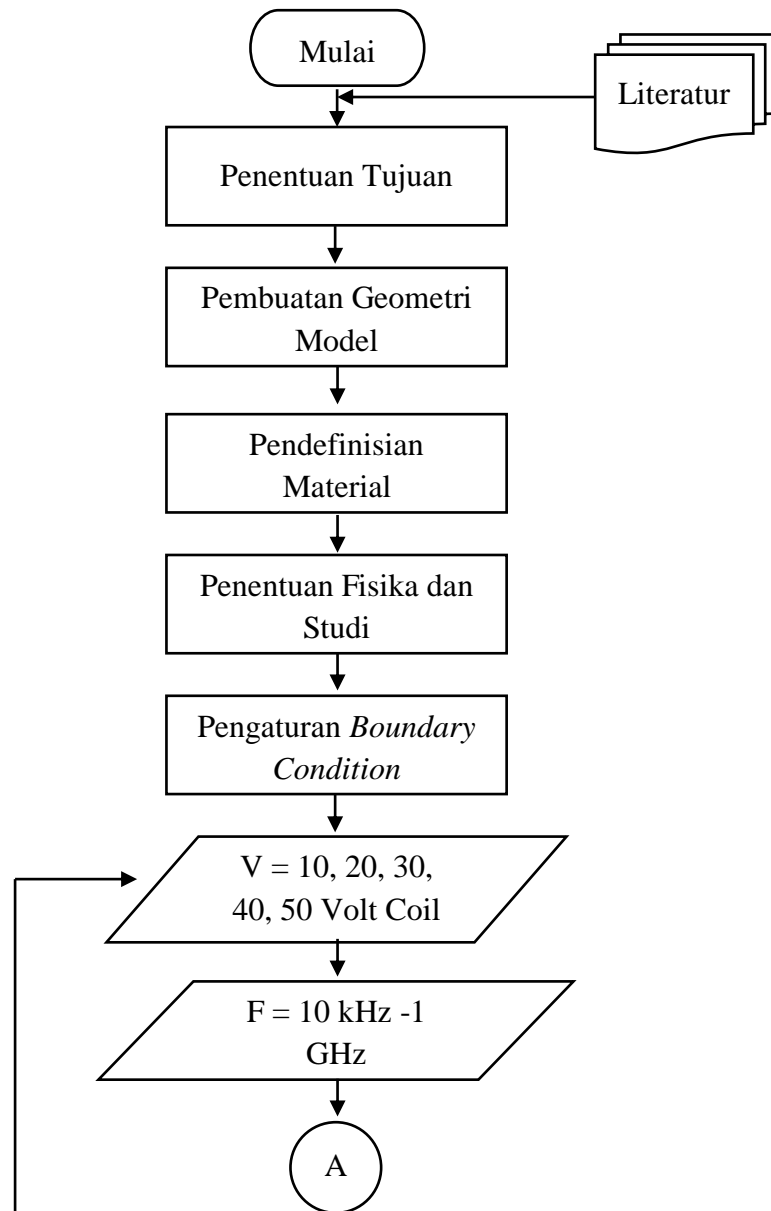 Mulai
Literatur
Penentuan Tujuan
Pembuatan Geometri
Model
Pendefinisian
Material
Penentuan Fisika dan
Studi
Pengaturan Boundary
Condition
V = 10, 20, 30,
40, 50 Volt Coil
F = 10 kHz -1
GHz
A